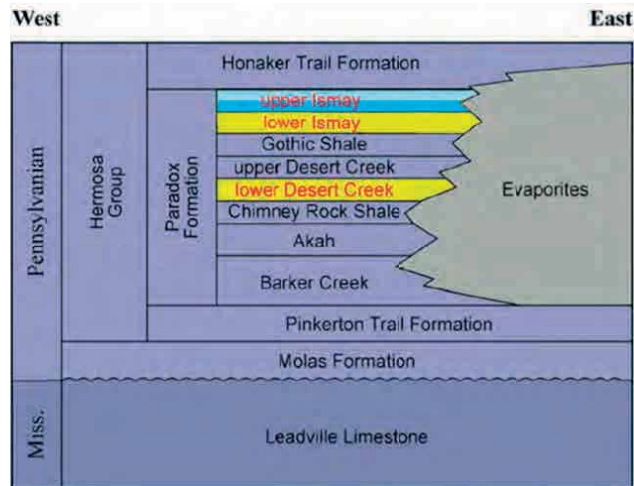 West East
Honaker Trail Formation
Pennsylvanian
Hermosa
Group
Paradox
Formation
upper Ismay
lower Ismay
Gothic Shale
upper Desert Creek
lower Desert Creek
Chimney Rock Shale
Akah
Barker Creek
Evaporites
Pinkerton Trail Formation
Molas Formation
Miss.
Leadville Limestone